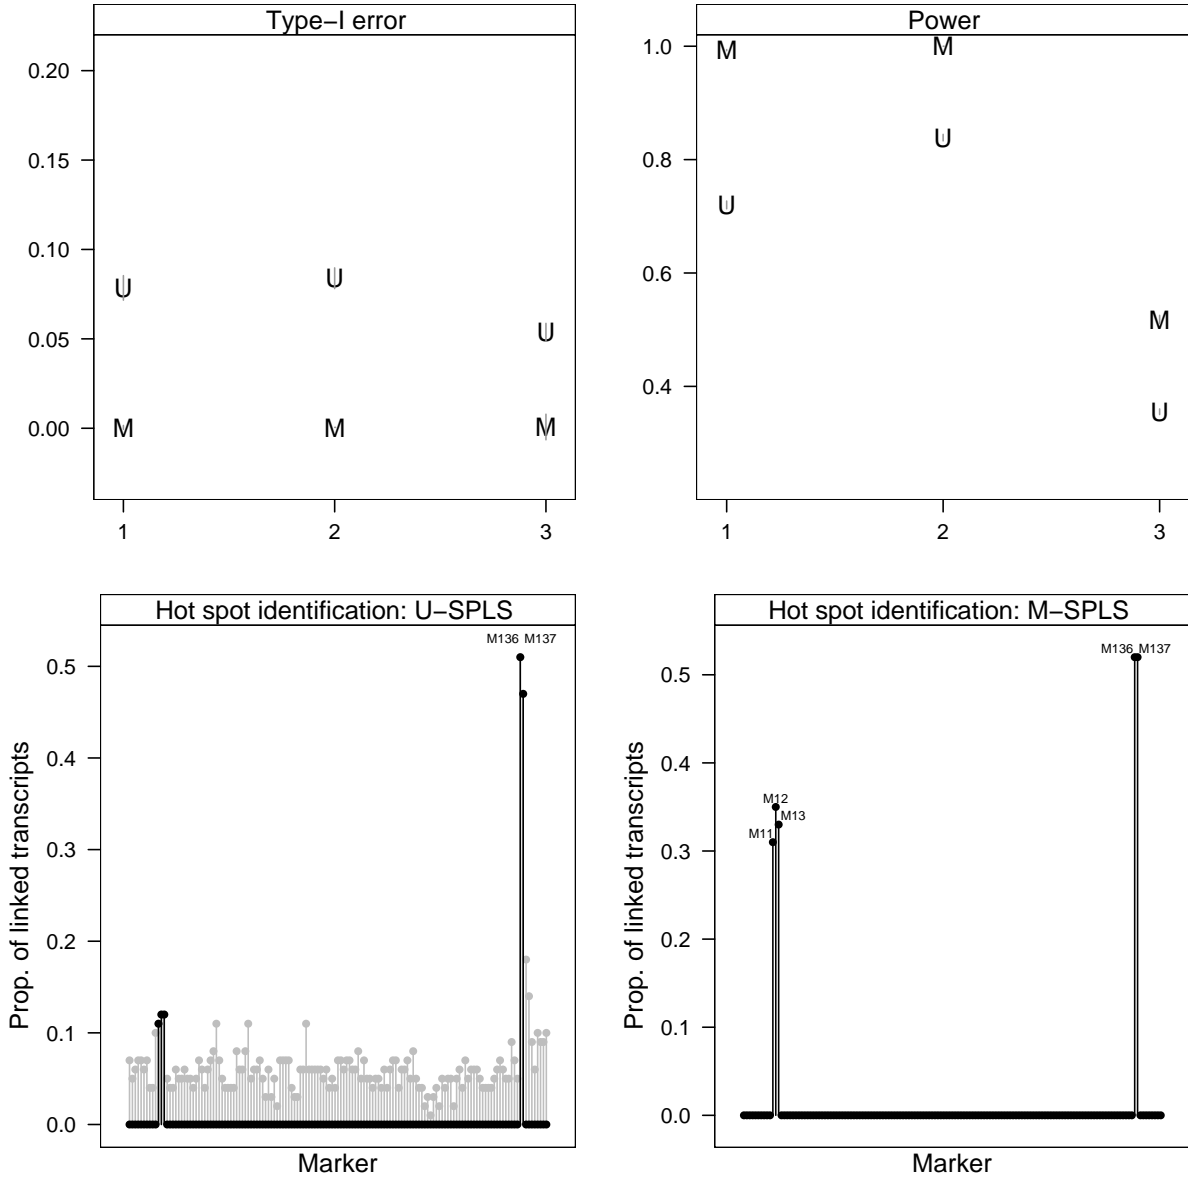 Type−I error
0.20
0.15
0.10
0.05
0.00
U
U
U
M
M
M
1 2 3
Power
1.0
0.8
0.6
0.4
M
M
U
U
M
U
1 2 3
Hot spot identification: U−SPLS
Prop. of linked transcripts
0.5
0.4
0.3
0.2
0.1
0.0
M136 M137
Marker
Hot spot identification: M−SPLS
Prop. of linked transcripts
0.5
0.4
0.3
0.2
0.1
0.0
M136 M137
M12
M13
M11
Marker